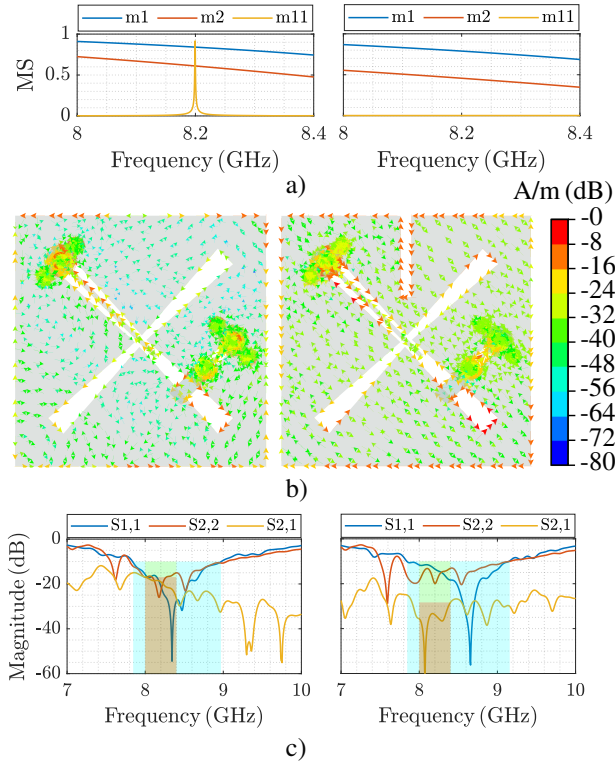 m1 m2 m11
m1 m2 m11
MS
1
0.5
0
8 8.2 8.4
8 8.2 8.4
Frequency (GHz)
Frequency (GHz)
a)
A/m (dB)
-0
-8
-16
-24
-32
-40
-48
-56
-64
-72
-80
b)
S1,1 S2,2 S2,1
S1,1 S2,2 S2,1
Magnitude (dB)
0
-20
-40
-60
7 8 9 10
7 8 9 10
Frequency (GHz)
Frequency (GHz)
c)